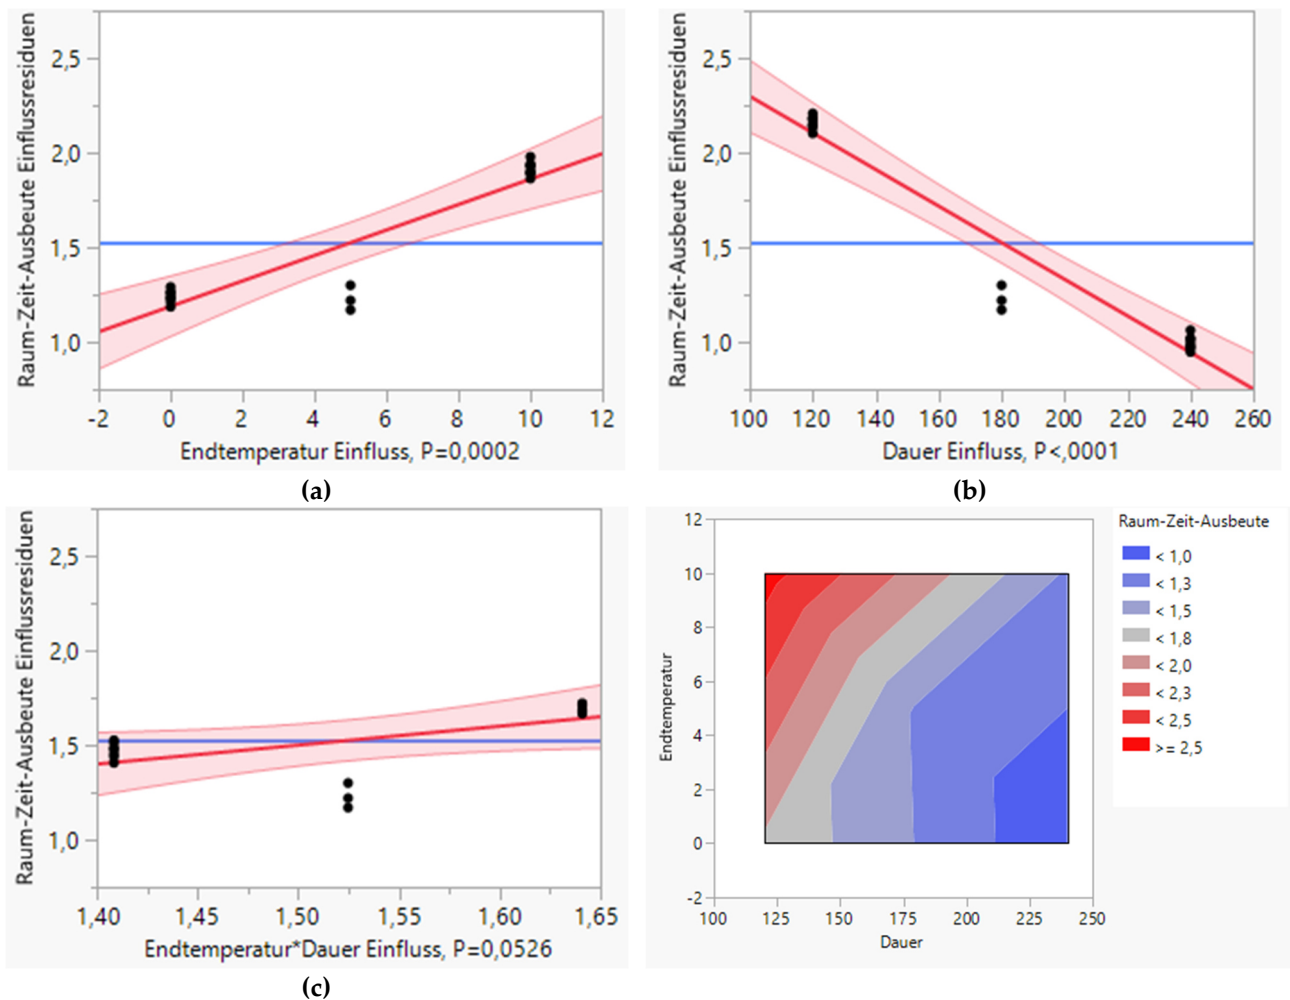 Raum-Zeit-Ausbeute Einflussresiduen
2,5
2,0
1,5
1,0
-2 0 2 4 6 8 10 12
Endtemperatur Einfluss, P=0,0002
(a)
Raum-Zeit-Ausbeute Einflussresiduen
2,5
2,0
1,5
1,0
100 120 140 160 180 200 220 240 260
Dauer Einfluss, P<,0001
(b)
Raum-Zeit-Ausbeute Einflussresiduen
2,5
2,0
1,5
1,0
1,40 1,45 1,50 1,55 1,60 1,65
Endtemperatur*Dauer Einfluss, P=0,0526
(c)
Endtemperatur
12
10
8
6
4
2
0
-2
100 125 150 175 200 225 250
Dauer
Raum-Zeit-Ausbeute
< 1,0
< 1,3
< 1,5
< 1,8
< 2,0
< 2,3
< 2,5
>= 2,5